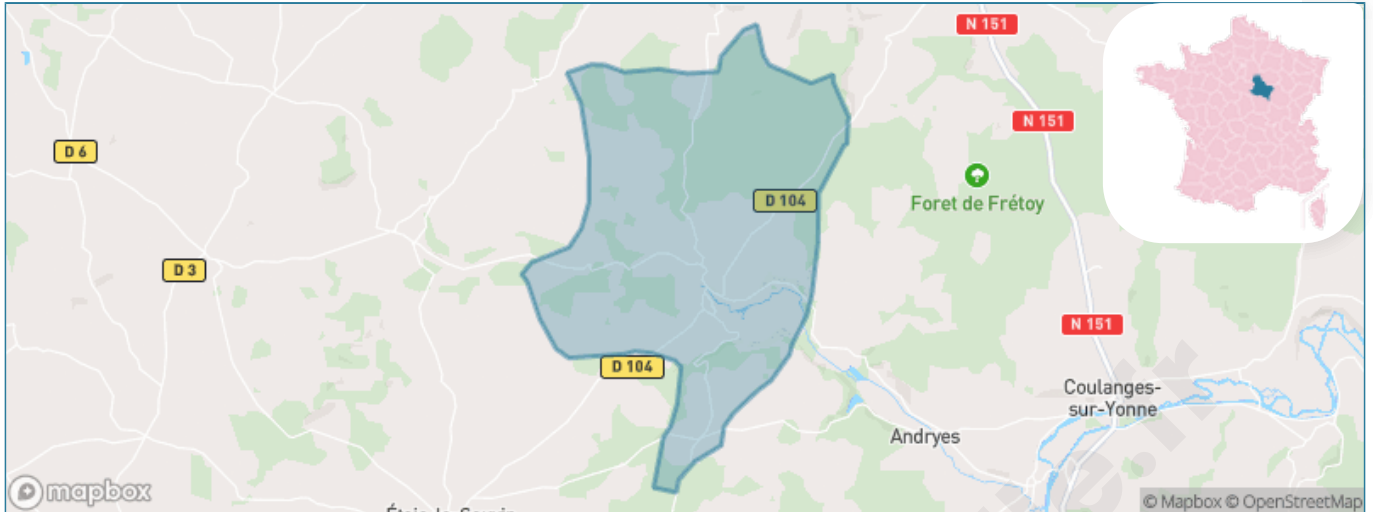 N 151
N 151
D 6
D 104
Foret de Frétoy
D 3
N 151
D 104
Coulanges-
sur-Yonne
Andryes
mapbox
© Mapbox © OpenStreetMap